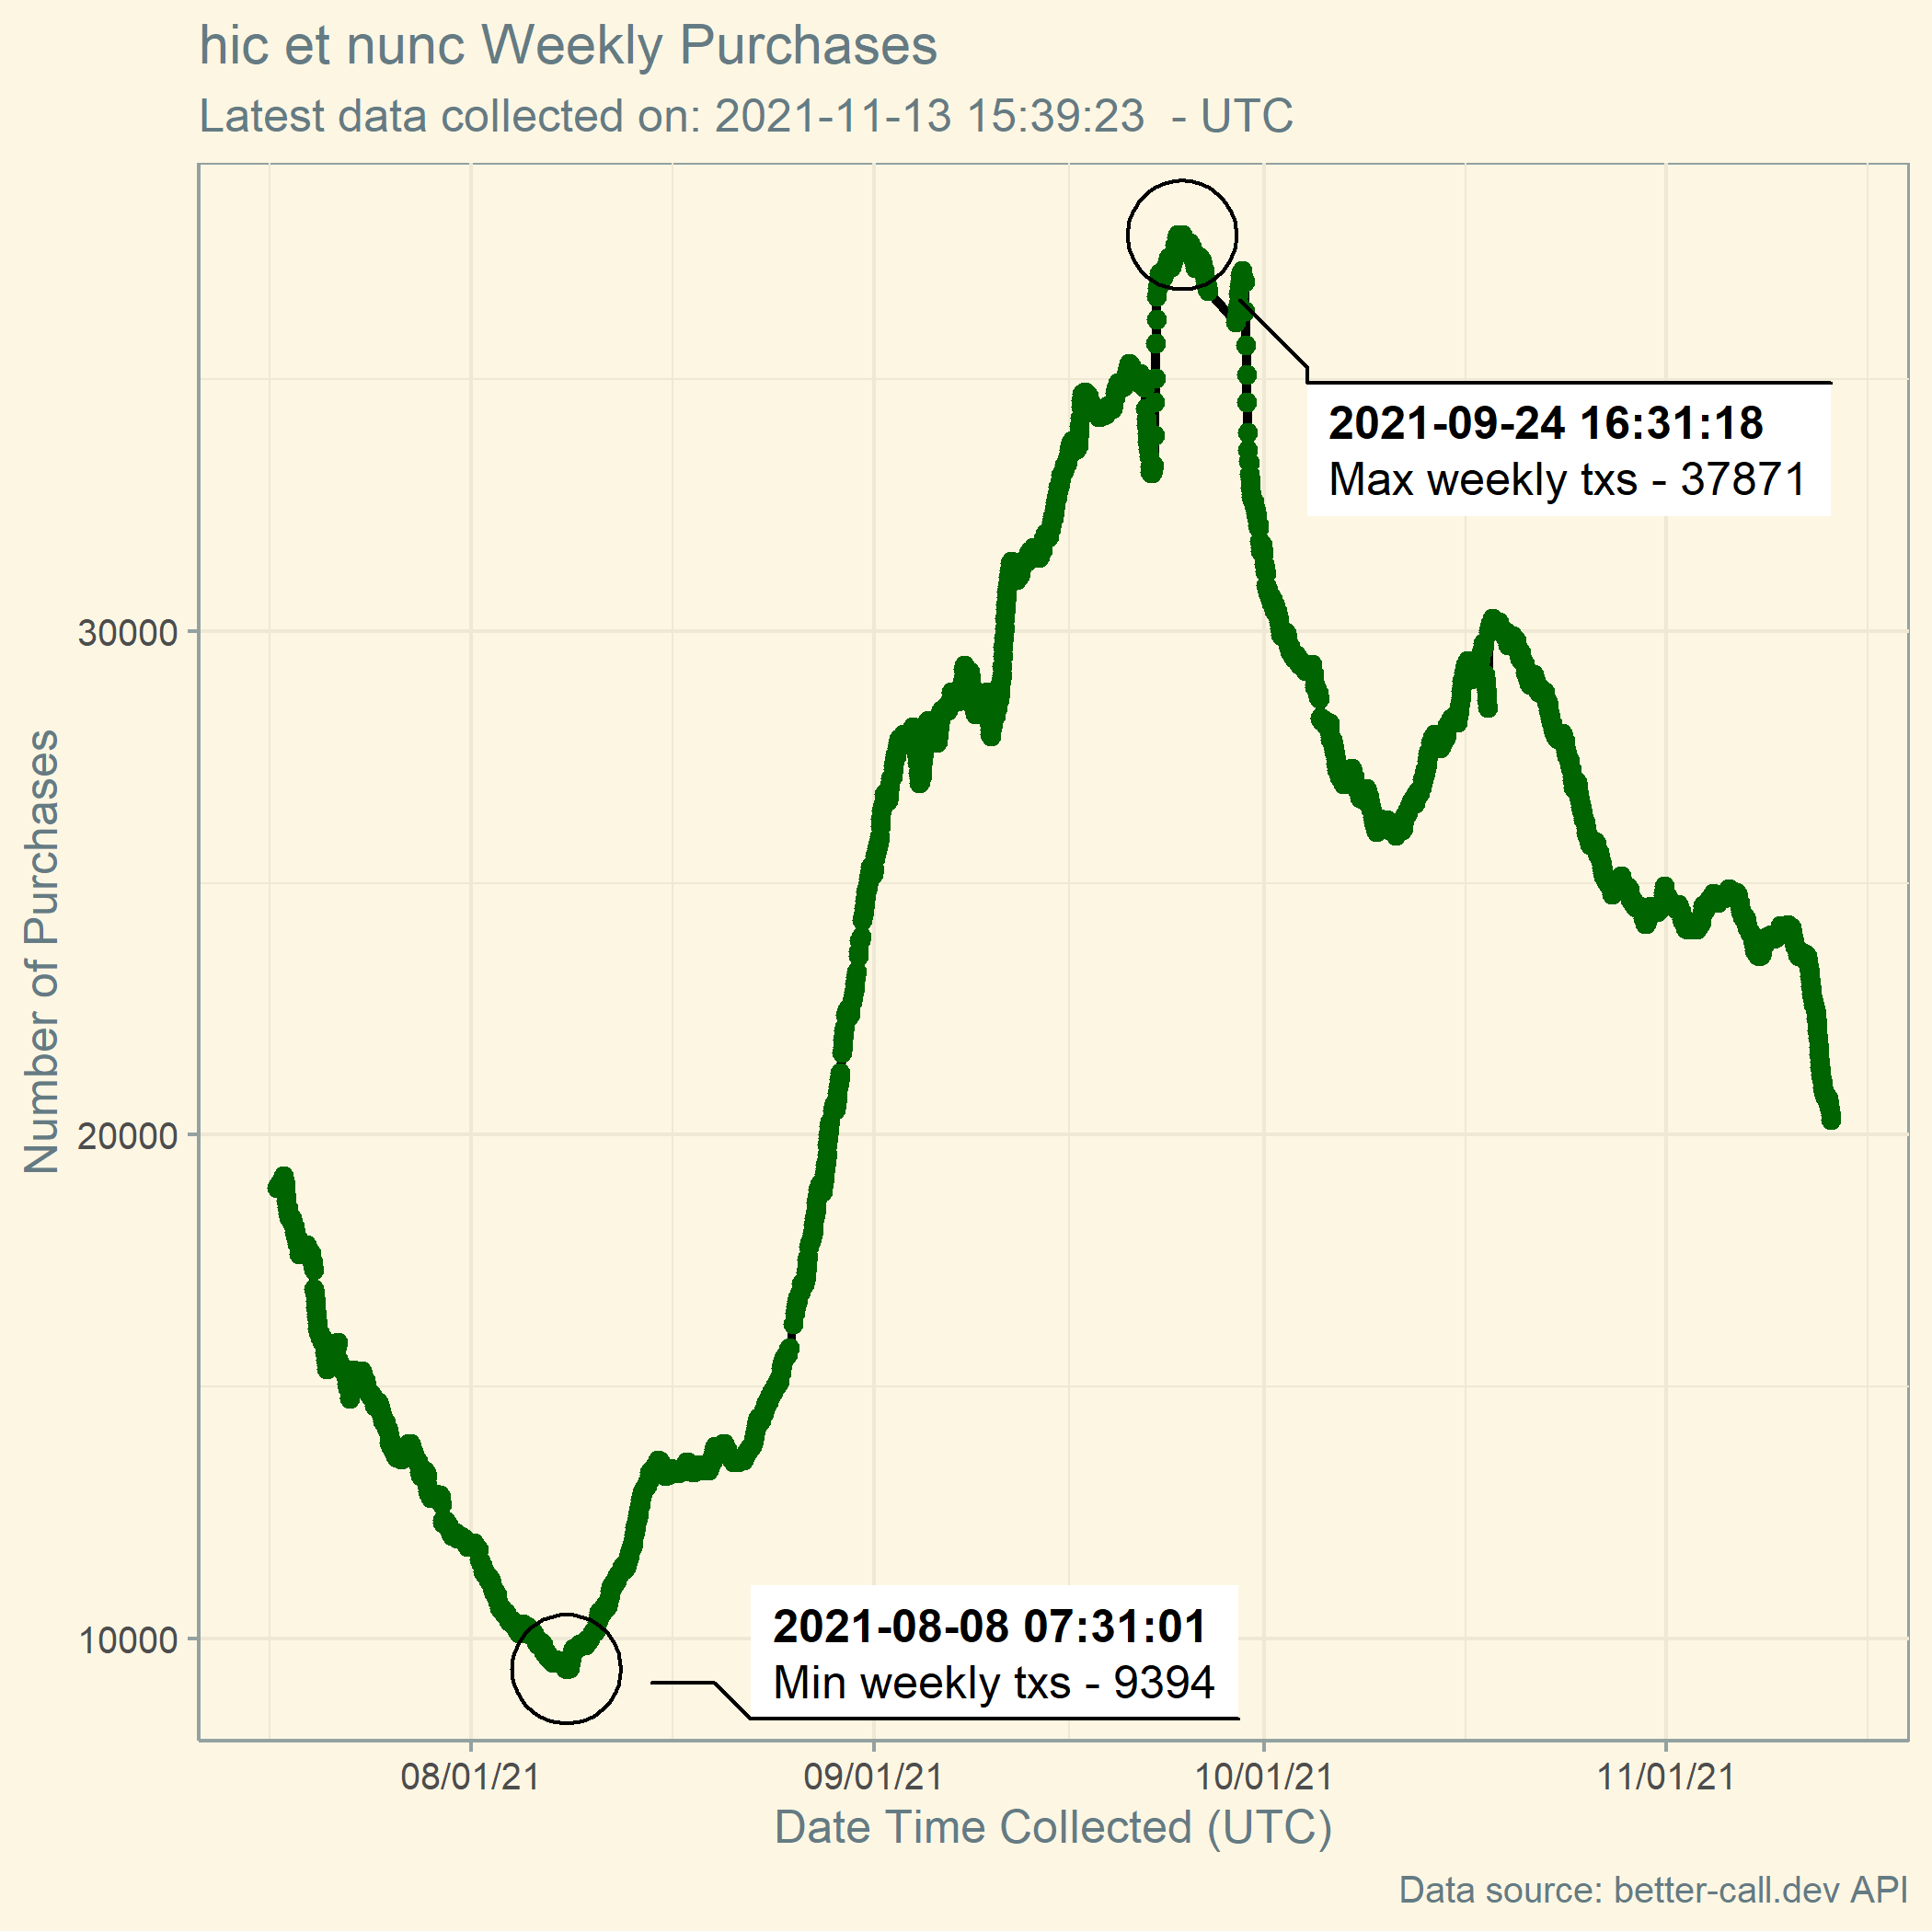 hic et nunc Weekly Purchases
Latest data collected on: 2021-11-13 15:39:23  - UTC
Number of Purchases
30000
20000
10000
2021-09-24 16:31:18
Max weekly txs - 37871
2021-08-08 07:31:01
Min weekly txs - 9394
08/01/21
09/01/21
10/01/21
11/01/21
Date Time Collected (UTC)
Data source: better-call.dev API